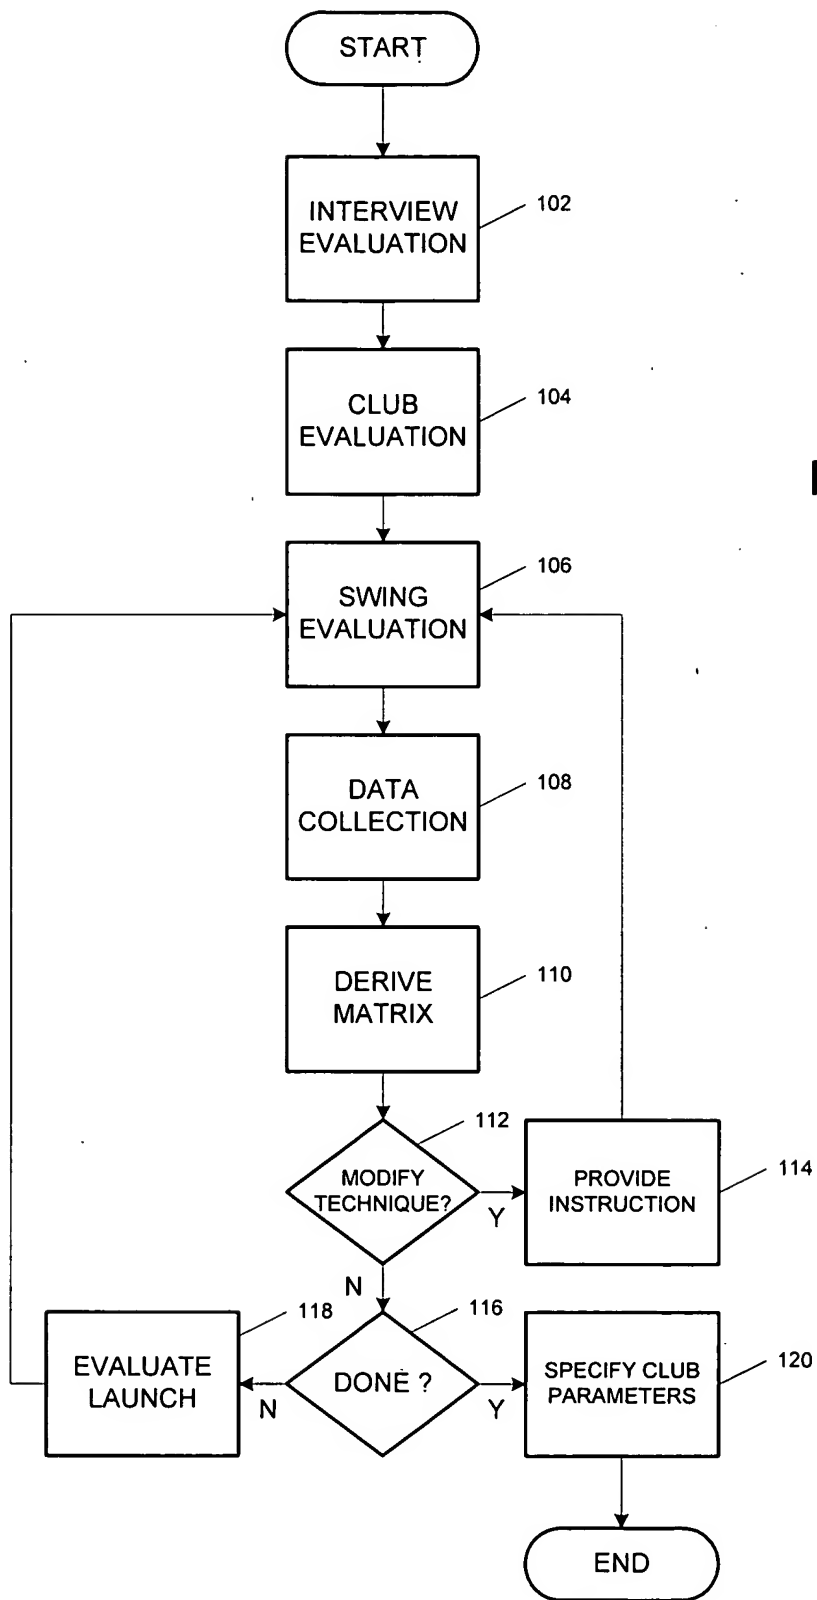 START
INTERVIEW
EVALUATION
102
CLUB
EVALUATION
104
SWING
EVALUATION
106
DATA
COLLECTION
108
DERIVE
MATRIX
110
112
MODIFY
TECHNIQUE?
Y
PROVIDE
INSTRUCTION
114
N
118
116
EVALUATE
LAUNCH
N
DONE ?
Y
SPECIFY CLUB
PARAMETERS
120
END